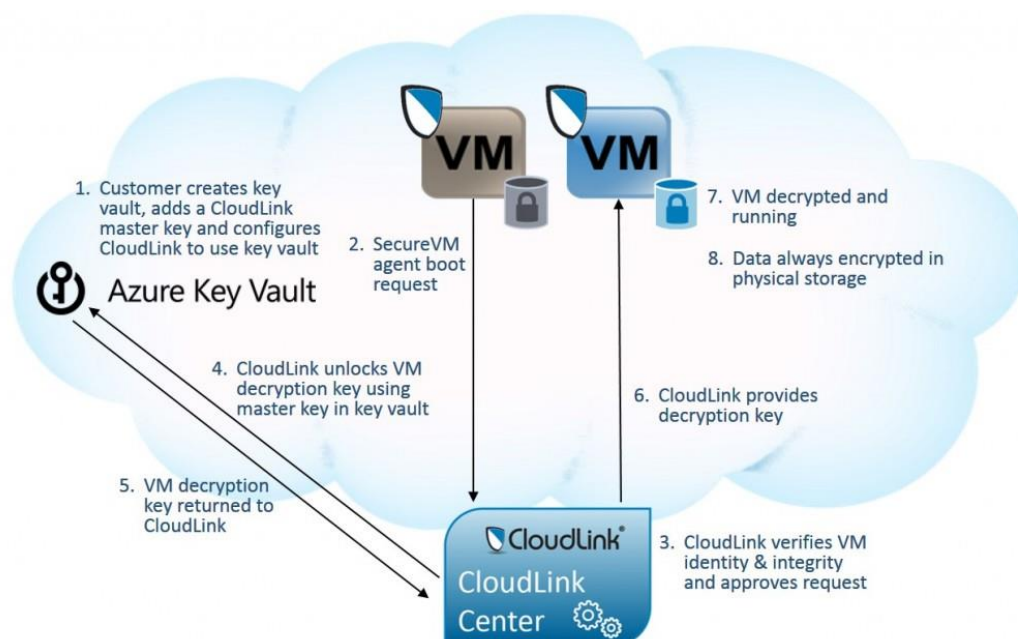 VM
VM
1. Customer creates key
vault, adds a CloudLink
master key and configures
CloudLink to use key vault
Azure Key Vault
2. SecureVM
agent boot
request
7. VM decrypted and
running
8. Data always encrypted in
physical storage
4. CloudLink unlocks VM
decryption key using
master key in key vault
6. CloudLink provides
decryption key
5. VM decryption
key returned to
CloudLink
CloudLink®
CloudLink
Center
3. CloudLink verifies VM
identity & integrity
and approves request